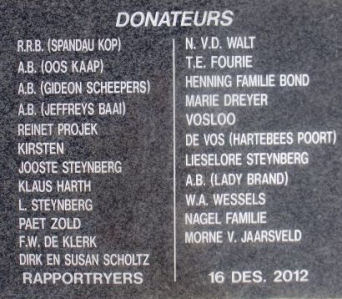 DONATEURS
R.R.B. (SPANDAU KOP)
A.B. (OOS KAAP)
A.B. (GIDEON SCHEEPERS)
A.B. (JEFFREYS BAAI)
REINET PROJEK
KIRSTEN
JOOSTE STEYNBERG
KLAUS HARTH
L. STEYNBERG
PAET ZOLD
F.W. DE KLERK
DIRK EN SUSAN SCHOLTZ
RAPPORTRYERS
N. V.D. WALT
T.E. FOURIE
HENNING FAMILIE BOND
MARIE DREYER
VOSLOO
DE VOS (HARTEBEES POORT)
LIESELORE STEYNBERG
A.B. (LADY BRAND)
W.A. WESSELS
NAGEL FAMILIE
MORNE V. JAARSVELD
16 DES. 2012